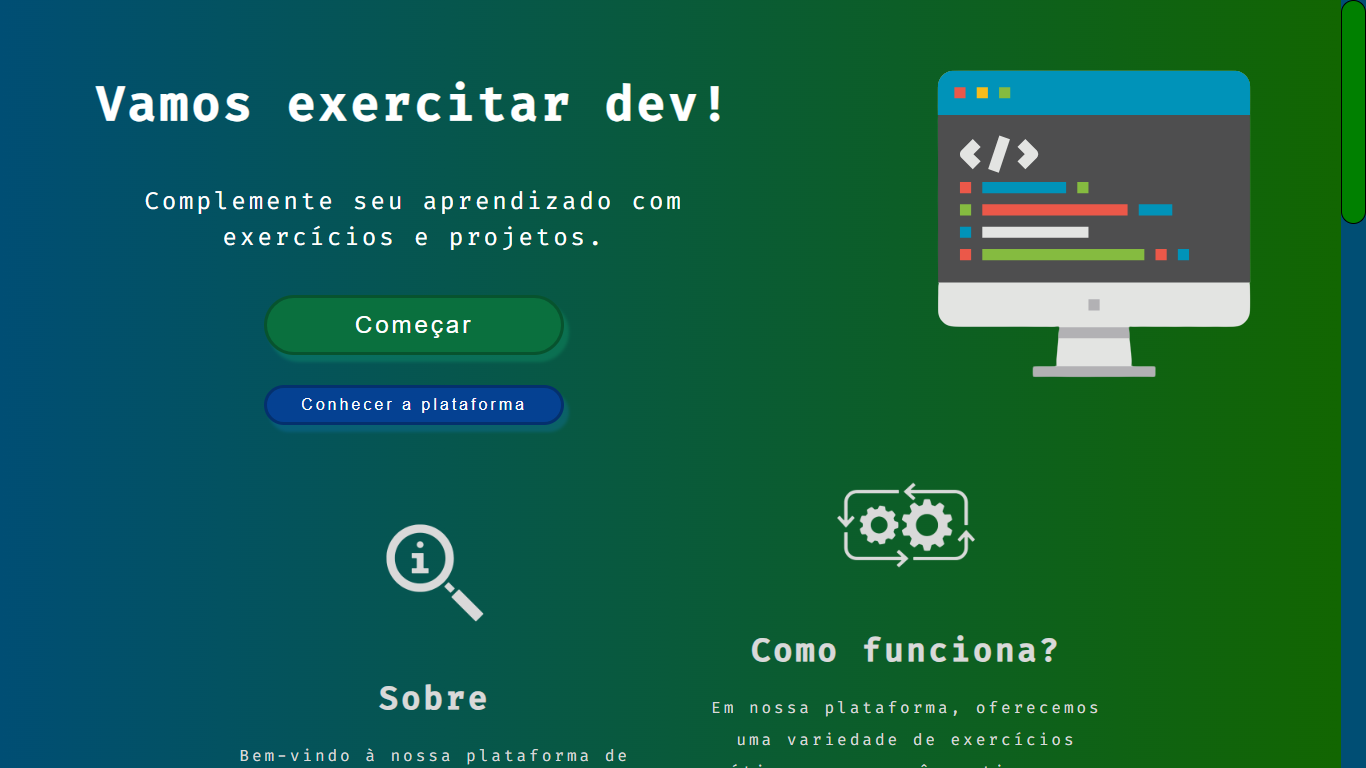 Vamos exercitar dev!
Complemente seu aprendizado com
exercícios e projetos.
Começar
Conhecer a plataforma
</>
i
Sobre
Bem-vindo à nossa plataforma de
Como funciona?
Em nossa plataforma, oferecemos
uma variedade de exercícios